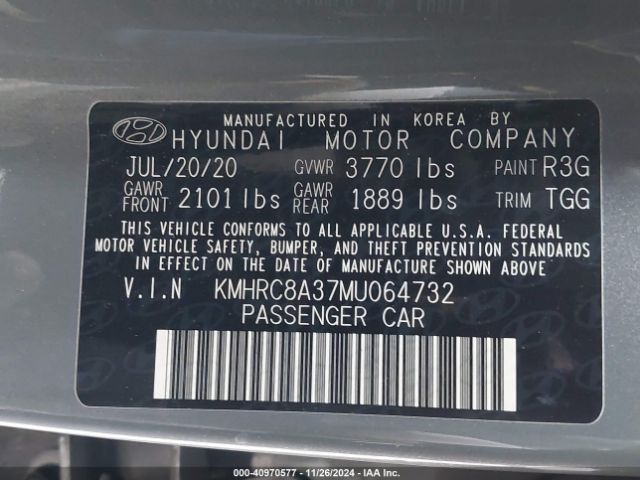 MANUFACTURED IN KOREA BY
HYUNDAI MOTOR COMPANY
JUL/20/20 GVWR 3770 lbs PAINT R3G
GAWR FRONT 2101 lbs GAWR REAR 1889 lbs TRIM TGG
THIS VEHICLE CONFORMS TO ALL APPLICABLE U.S.A. FEDERAL
MOTOR VEHICLE SAFETY, BUMPER, AND THEFT PREVENTION STANDARDS
IN EFFECT ON THE DATE OF MANUFACTURE SHOWN ABOVE
V.I.N KMHRC8A37MU064732
PASSENGER CAR
000-40970577 - 11/26/2024 - IAA Inc.